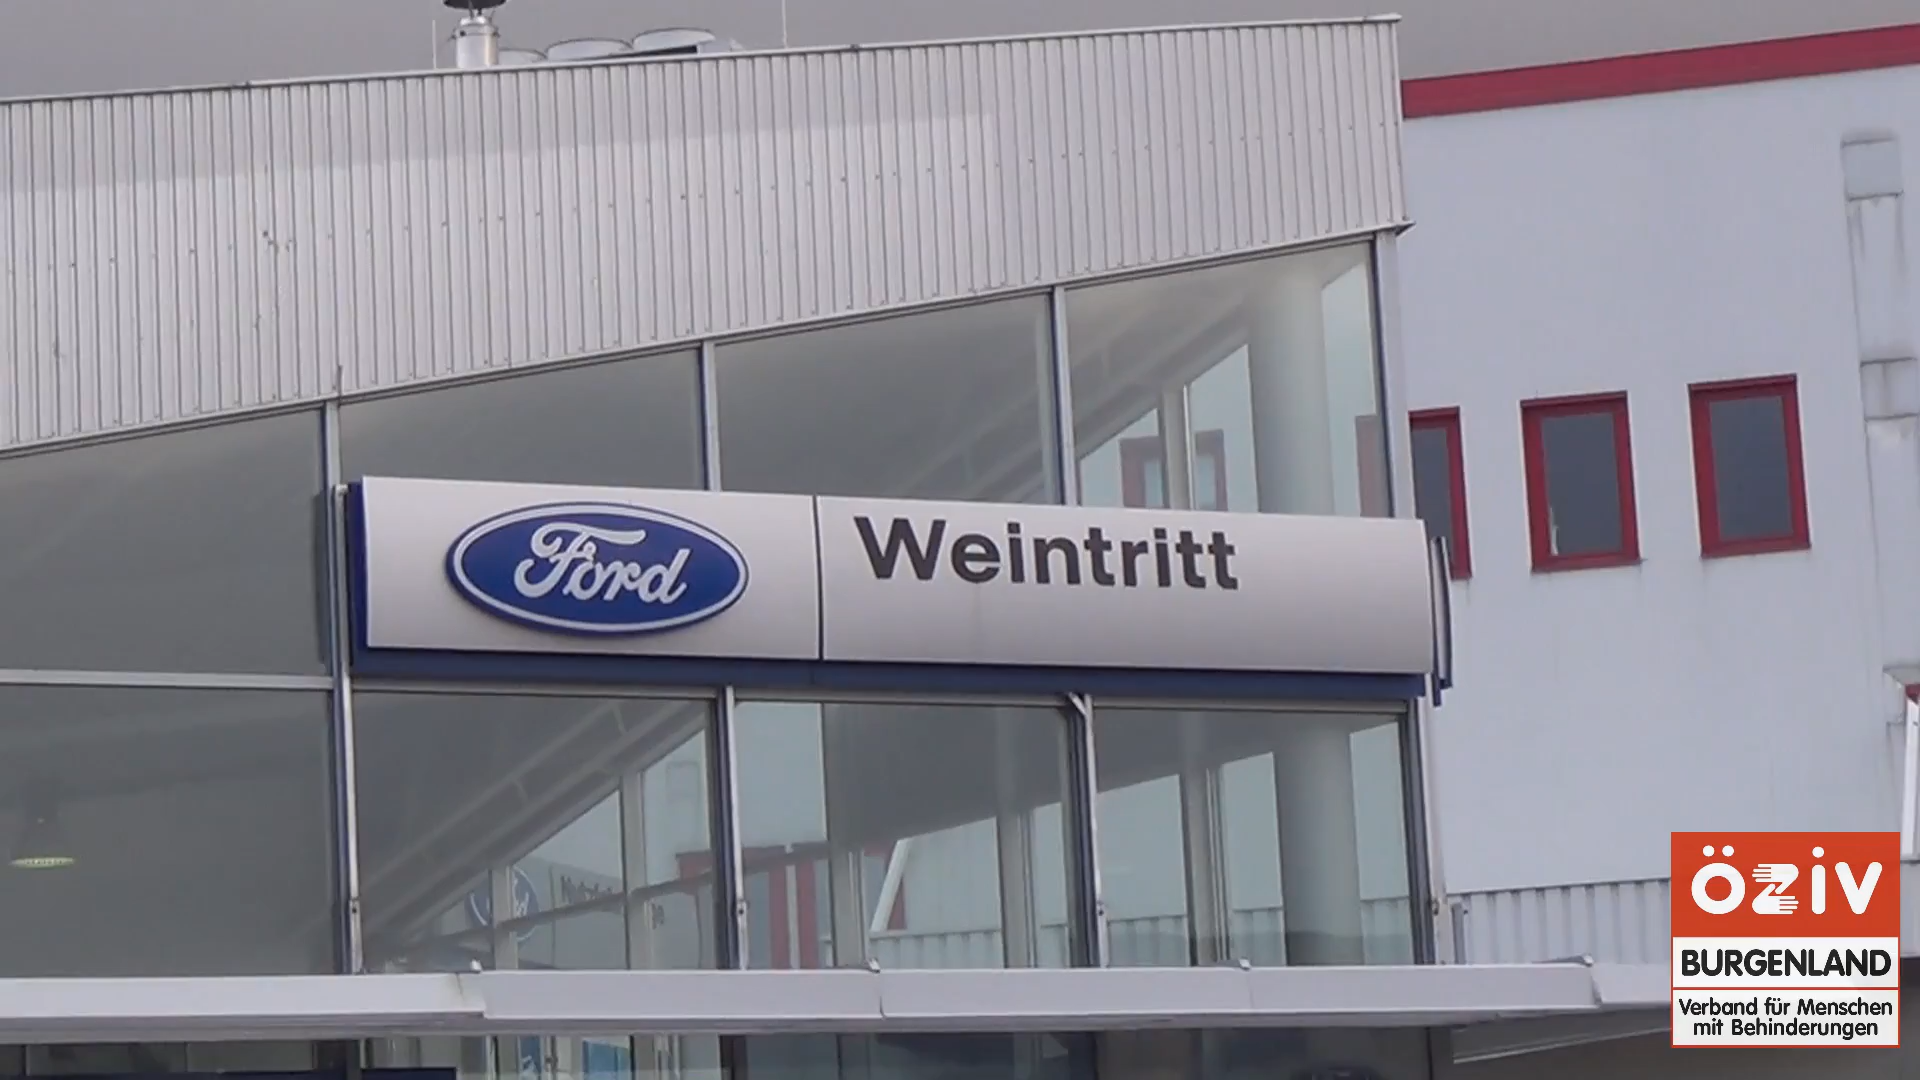 Ford
Weintritt
ÖZIV
BURGENLAND
Verband für Menschen
mit Behinderungen